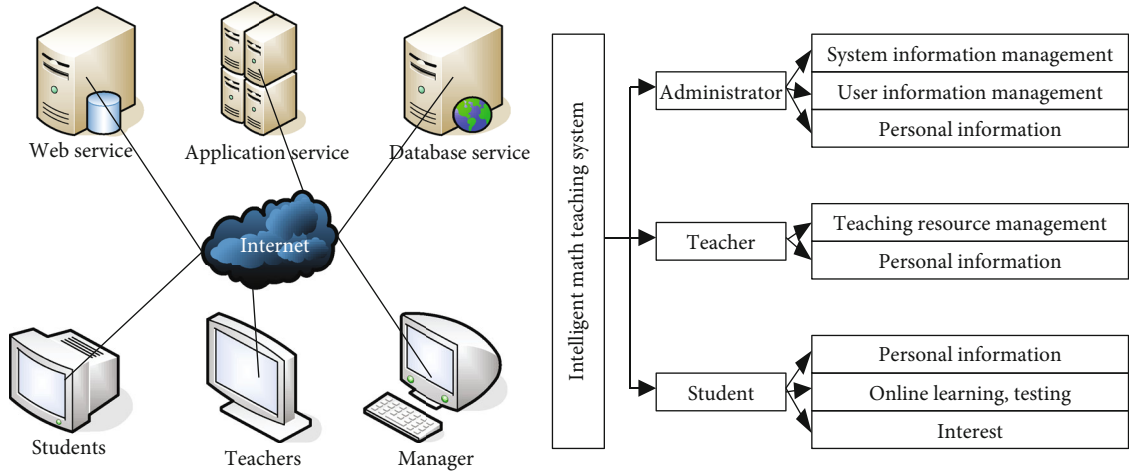 Web service
Application service
Database service
Internet
Students
Teachers
Manager
Intelligent math teaching system
Administrator
System information management
User information management
Personal information
Teacher
Teaching resource management
Personal information
Student
Personal information
Online learning, testing
Interest